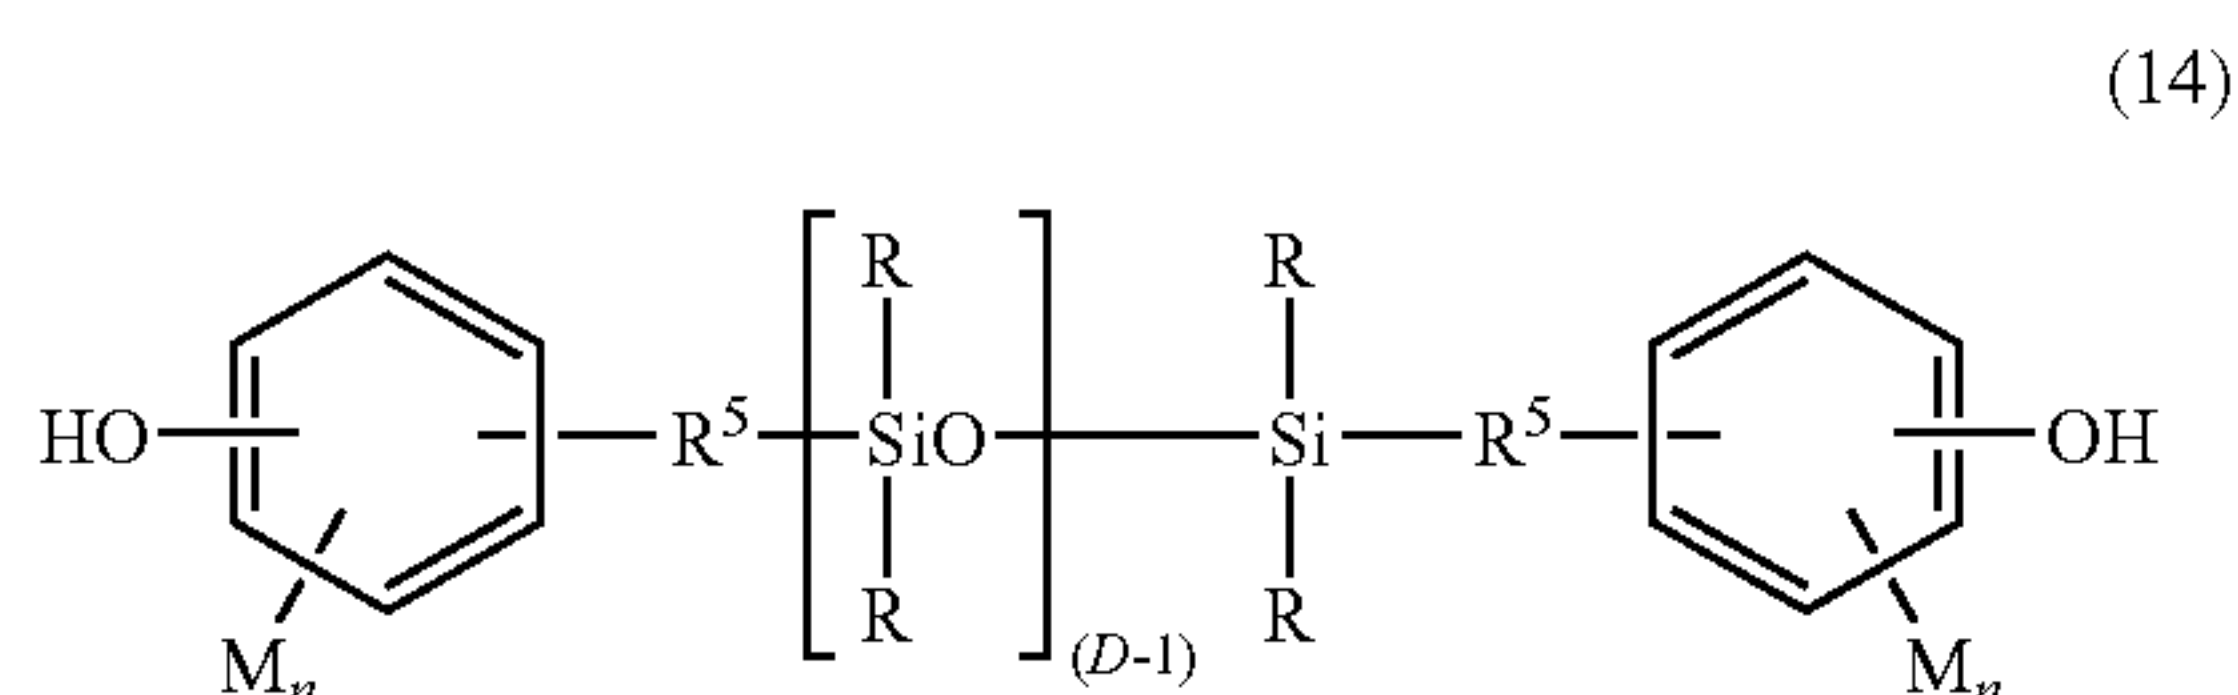 (14)
R R
HO R⁵ SiO Si R⁵ OH
R R
(D-1)
Mₙ Mₙ